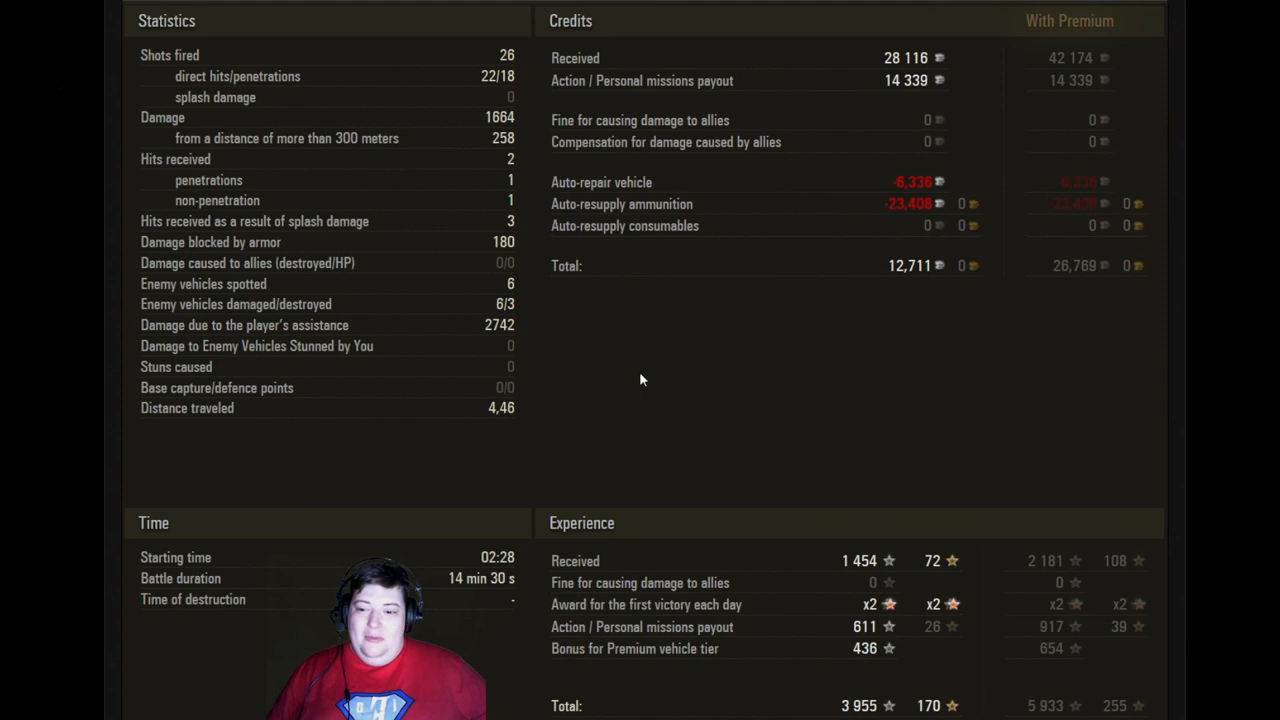 Statistics
Shots fired 26
direct hits/penetrations 22/18
splash damage 0
Damage 1664
from a distance of more than 300 meters 258
Hits received 2
penetrations 1
non-penetration 1
Hits received as a result of splash damage 3
Damage blocked by armor 180
Damage caused to allies (destroyed/HP) 0/0
Enemy vehicles spotted 6
Enemy vehicles damaged/destroyed 6/3
Damage due to the player's assistance 2742
Damage to Enemy Vehicles Stunned by You 0
Stuns caused 0
Base capture/defence points 0/0
Distance traveled 4,46
Credits With Premium
Received 28 116 42 174
Action / Personal missions payout 14 339 14 339
Fine for causing damage to allies 0 0
Compensation for damage caused by allies 0 0
Auto-repair vehicle -6,336 -6,336
Auto-resupply ammunition -23,408 0 -23,408 0
Auto-resupply consumables 0 0 0 0
Total: 12,711 0 26,769 0
Time
Starting time 02:28
Battle duration 14 min 30 s
Time of destruction -
Experience
Received 1 454 72 2 181 108
Fine for causing damage to allies 0 0
Award for the first victory each day x2 x2 x2 x2
Action / Personal missions payout 611 26 917 39
Bonus for Premium vehicle tier 436 654
Total: 3 955 170 5 933 255